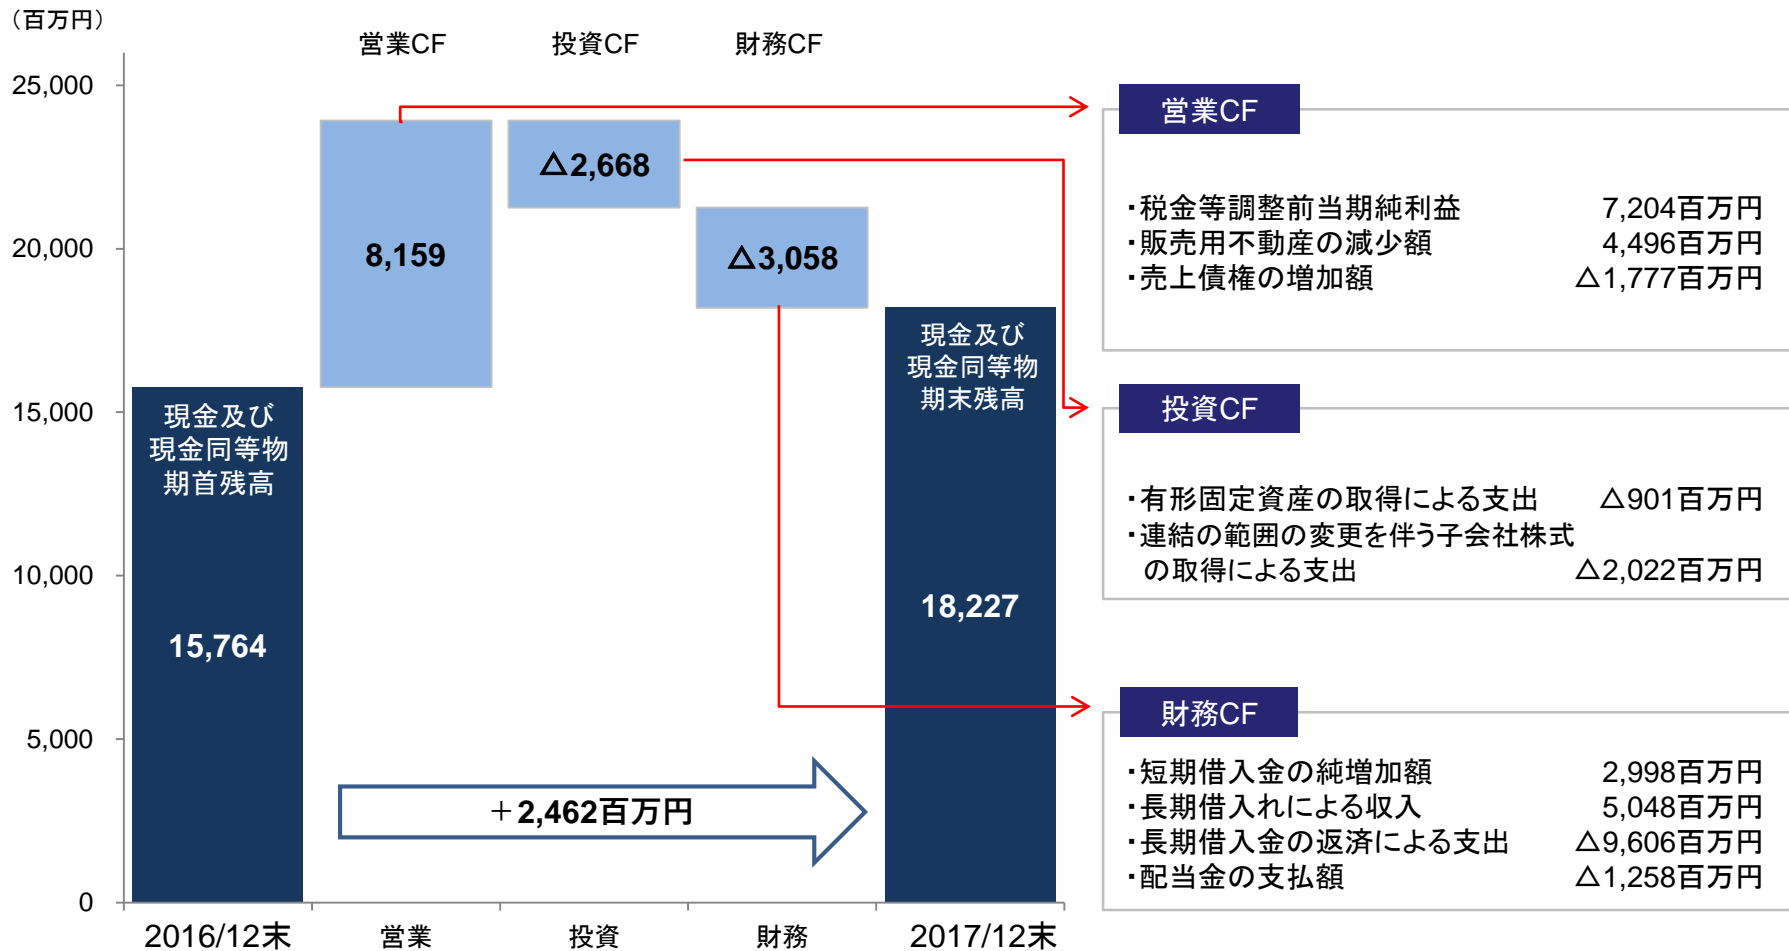 （百万円）
営業CF
投資CF
財務CF
25,000
20,000
15,000
10,000
5,000
0
8,159
△2,668
△3,058
現金及び
現金同等物
期首残高
15,764
現金及び
現金同等物
期末残高
18,227
＋2,462百万円
2016/12末
営業
投資
財務
2017/12末
営業CF
・税金等調整前当期純利益 7,204百万円
・販売用不動産の減少額 4,496百万円
・売上債権の増加額 △1,777百万円
投資CF
・有形固定資産の取得による支出 △901百万円
・連結の範囲の変更を伴う子会社株式
の取得による支出 △2,022百万円
財務CF
・短期借入金の純増加額 2,998百万円
・長期借入れによる収入 5,048百万円
・長期借入金の返済による支出 △9,606百万円
・配当金の支払額 △1,258百万円